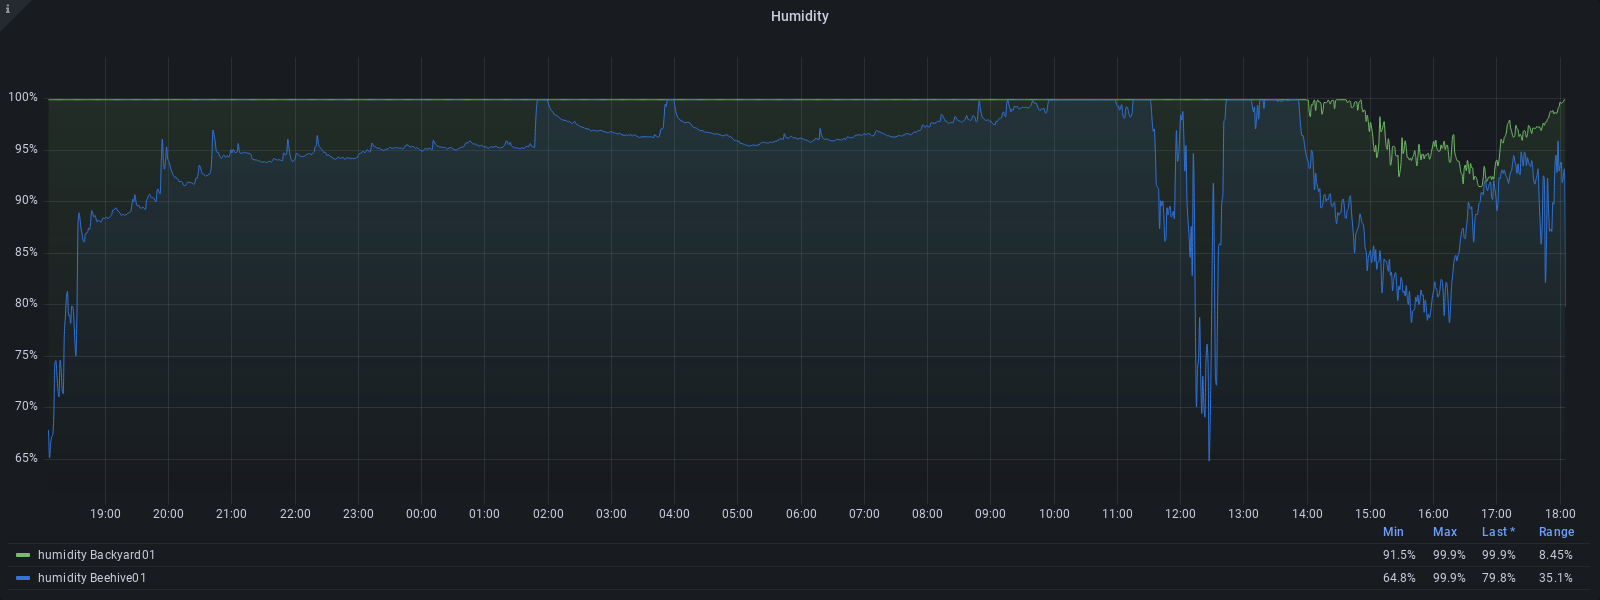 i
Humidity
100%
95%
90%
85%
80%
75%
70%
65%
19:00 20:00 21:00 22:00 23:00 00:00 01:00 02:00 03:00 04:00 05:00 06:00 07:00 08:00 09:00 10:00 11:00 12:00 13:00 14:00 15:00 16:00 17:00 18:00
Min Max Last * Range
humidity Backyard01 91.5% 99.9% 99.9% 8.45%
humidity Beehive01 64.8% 99.9% 79.8% 35.1%